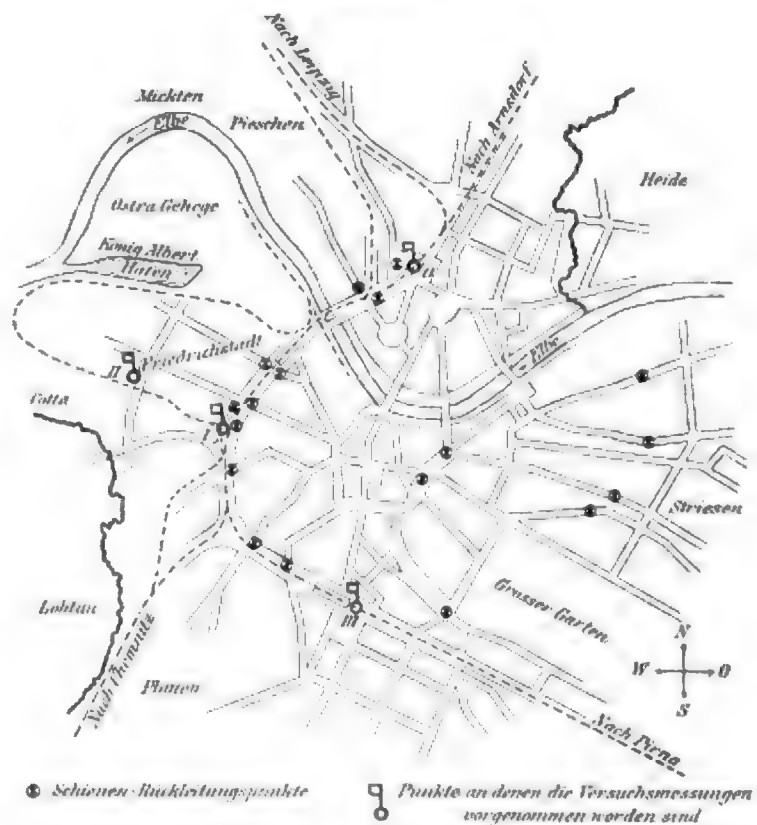 Nach Leipzig
Nach Arnsdorf
Mickten
Elbe
Pieschen
Heide
Ostra Gehege
König Albert
Hafen
II
Friedrichstadt
Elbe
Cotta
Striesen
Löbtau
Grosser Garten
III
N
W O
S
Nach Chemnitz
Plauen
Nach Pirna
Schienen-Rückleitungspunkte
Punkte an denen die Versuchsmessungen
vorgenommen worden sind